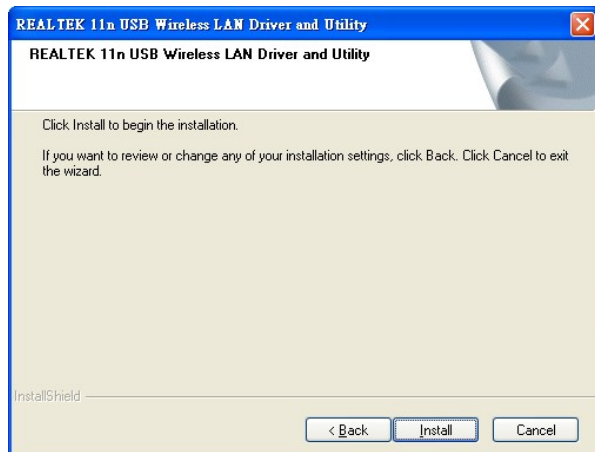 REALTEK 11n USB Wireless LAN Driver and Utility
REALTEK 11n USB Wireless LAN Driver and Utility
Click Install to begin the installation.
If you want to review or change any of your installation settings, click Back. Click Cancel to exit
the wizard.
InstallShield
< Back
Install
Cancel